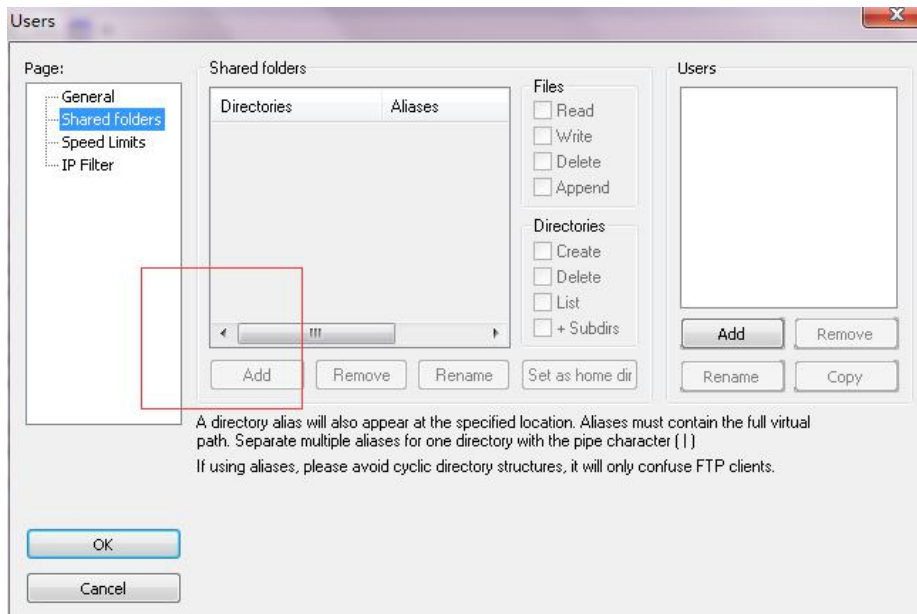 Users
Page:
General
Shared folders
Speed Limits
IP Filter
Shared folders
Directories Aliases
Files
Read
Write
Delete
Append
Directories
Create
Delete
List
+ Subdirs
Add Remove Rename Set as home dir
Users
Add Remove
Rename Copy
A directory alias will also appear at the specified location. Aliases must contain the full virtual
path. Separate multiple aliases for one directory with the pipe character ( | )
If using aliases, please avoid cyclic directory structures, it will only confuse FTP clients.
OK
Cancel